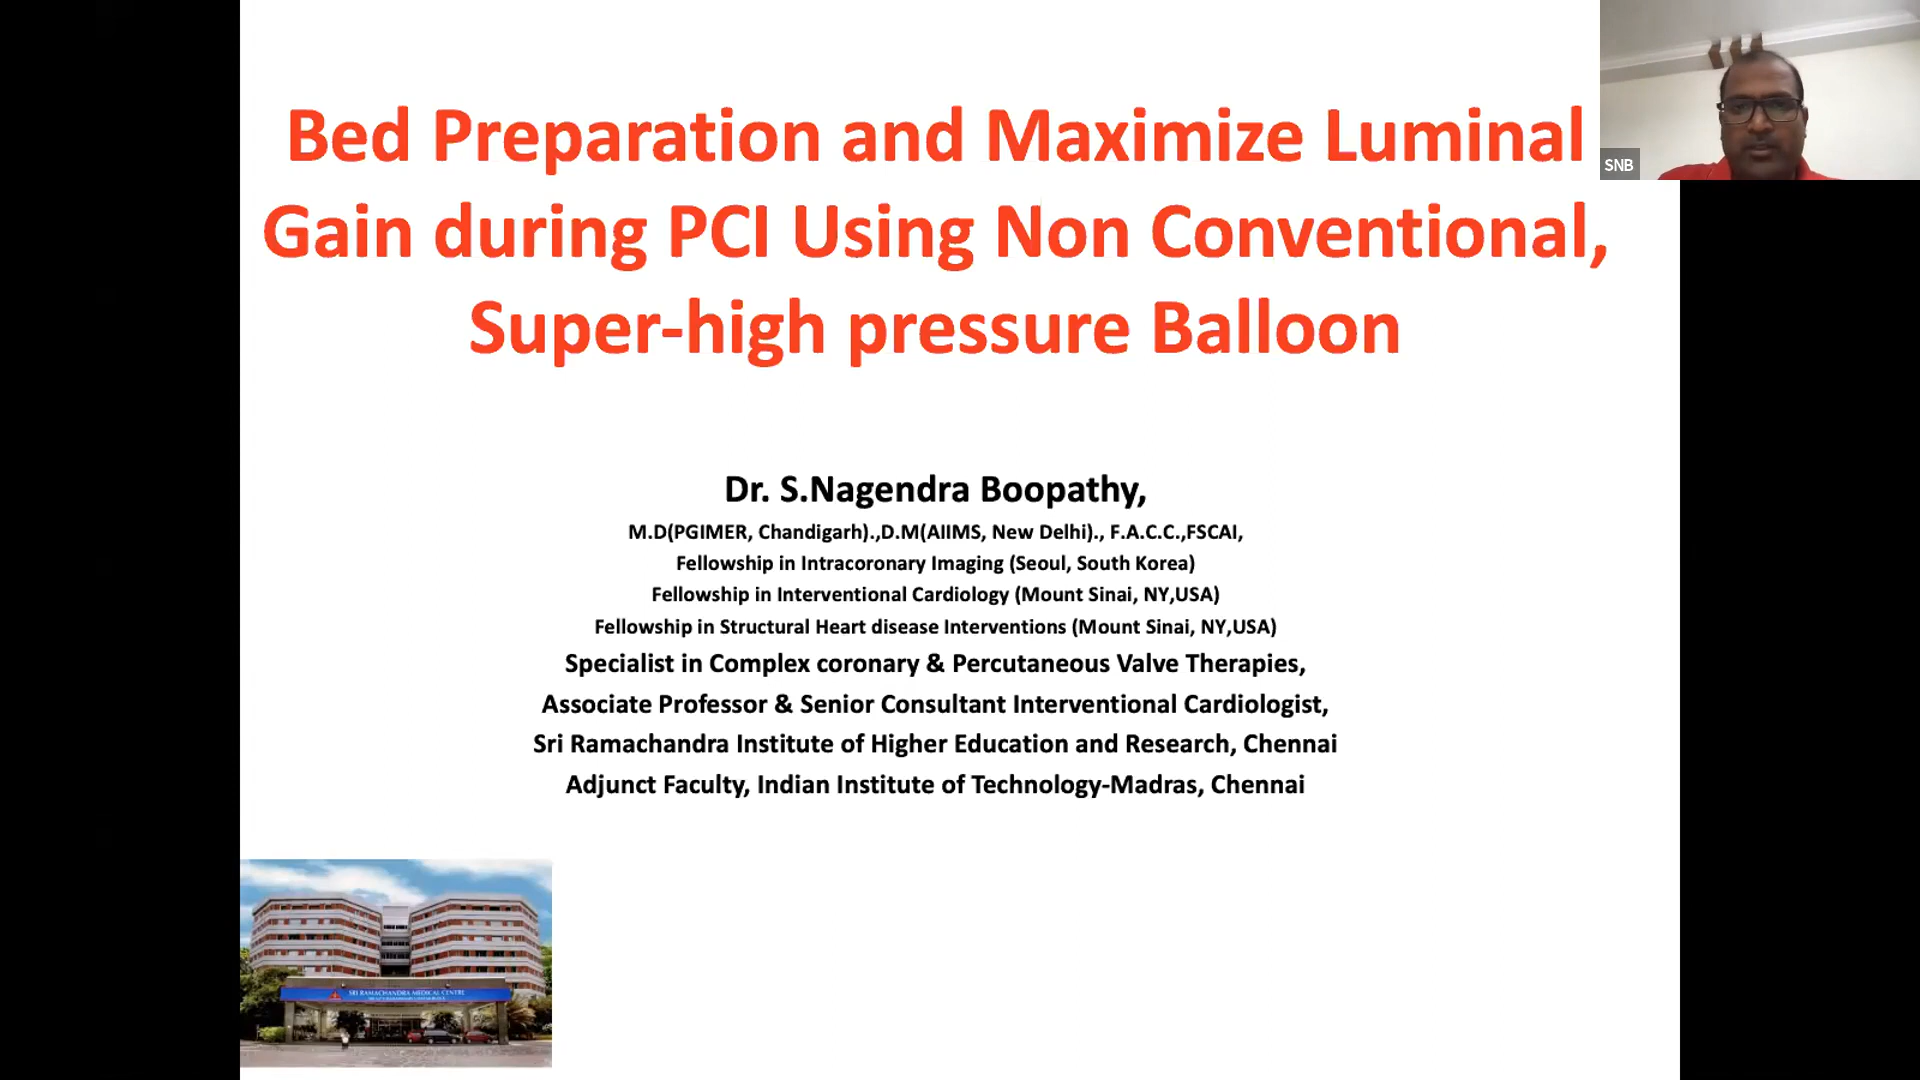 Bed Preparation and Maximize Luminal
Gain during PCI Using Non Conventional,
Super-high pressure Balloon
SNB
Dr. S.Nagendra Boopathy,
M.D(PGIMER, Chandigarh).,D.M(AIIMS, New Delhi)., F.A.C.C.,FSCAI,
Fellowship in Intracoronary Imaging (Seoul, South Korea)
Fellowship in Interventional Cardiology (Mount Sinai, NY,USA)
Fellowship in Structural Heart disease Interventions (Mount Sinai, NY,USA)
Specialist in Complex coronary & Percutaneous Valve Therapies,
Associate Professor & Senior Consultant Interventional Cardiologist,
Sri Ramachandra Institute of Higher Education and Research, Chennai
Adjunct Faculty, Indian Institute of Technology-Madras, Chennai
SRI RAMACHANDRA MEDICAL CENTRE